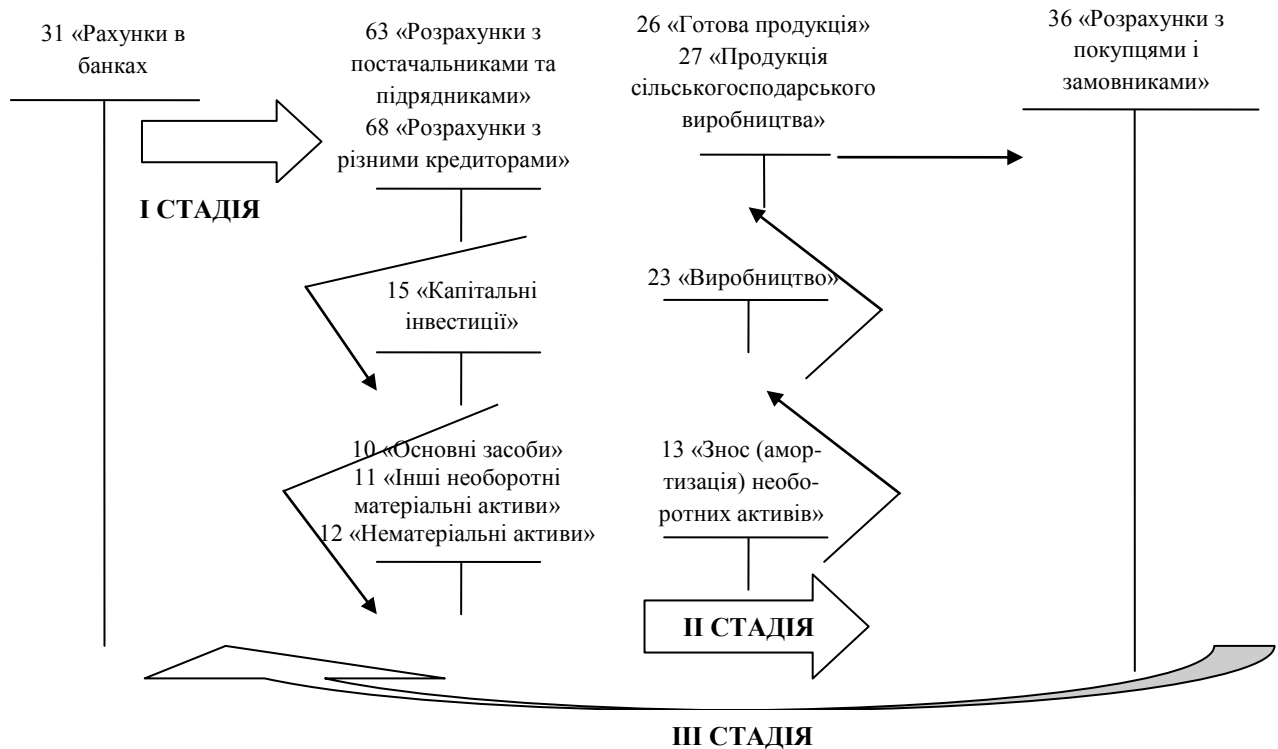 31 «Рахунки в
банках
63 «Розрахунки з
постачальниками та
підрядниками»
68 «Розрахунки з
різними кредиторами»
26 «Готова продукція»
27 «Продукція
сільськогосподарського
виробництва»
36 «Розрахунки з
покупцями і
замовниками»
І СТАДІЯ
15 «Капітальні
інвестиції»
23 «Виробництво»
10 «Основні засоби»
11 «Інші необоротні
матеріальні активи»
12 «Нематеріальні активи»
13 «Знос (амор-
тизація) необо-
ротних активів»
ІІ СТАДІЯ
ІІІ СТАДІЯ